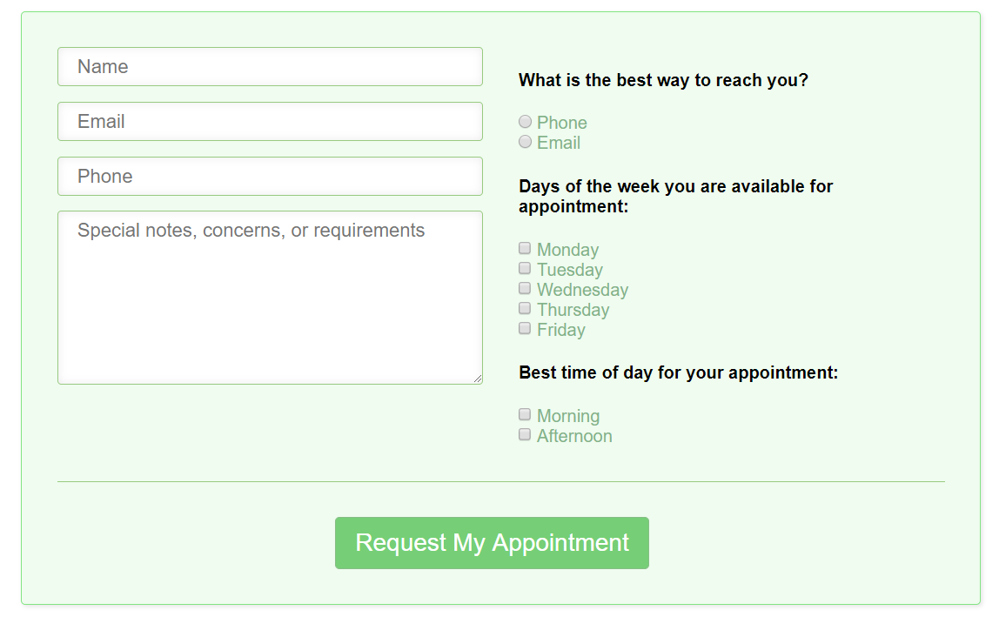 Name
Email
Phone
Special notes, concerns, or requirements
What is the best way to reach you?
Phone
Email
Days of the week you are available for
appointment:
Monday
Tuesday
Wednesday
Thursday
Friday
Best time of day for your appointment:
Morning
Afternoon
Request My Appointment